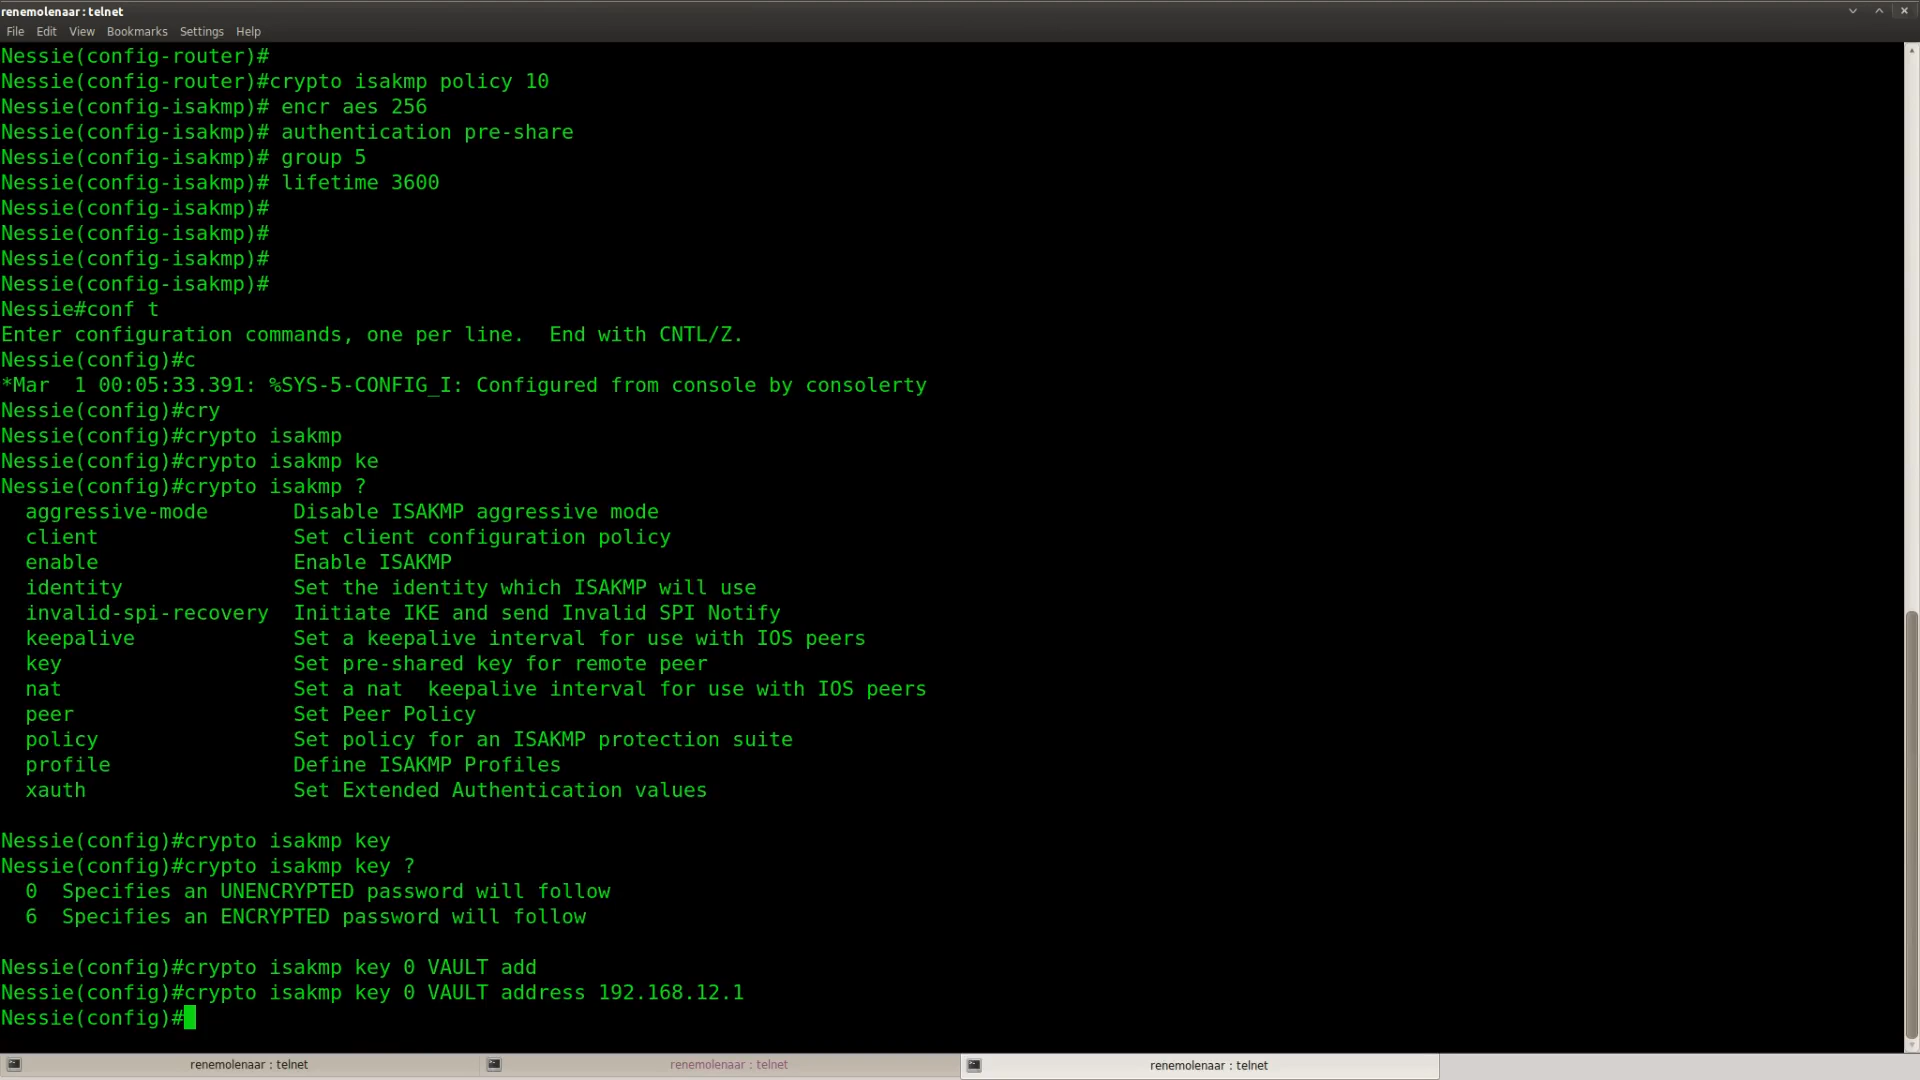 renemolenaar : telnet
File Edit View Bookmarks Settings Help
Nessie(config-router)#
Nessie(config-router)#crypto isakmp policy 10
Nessie(config-isakmp)# encr aes 256
Nessie(config-isakmp)# authentication pre-share
Nessie(config-isakmp)# group 5
Nessie(config-isakmp)# lifetime 3600
Nessie(config-isakmp)#
Nessie(config-isakmp)#
Nessie(config-isakmp)#
Nessie(config-isakmp)#
Nessie#conf t
Enter configuration commands, one per line.  End with CNTL/Z.
Nessie(config)#c
*Mar  1 00:05:33.391: %SYS-5-CONFIG_I: Configured from console by consolerty
Nessie(config)#cry
Nessie(config)#crypto isakmp
Nessie(config)#crypto isakmp ke
Nessie(config)#crypto isakmp ?
  aggressive-mode       Disable ISAKMP aggressive mode
  client                Set client configuration policy
  enable                Enable ISAKMP
  identity              Set the identity which ISAKMP will use
  invalid-spi-recovery  Initiate IKE and send Invalid SPI Notify
  keepalive             Set a keepalive interval for use with IOS peers
  key                   Set pre-shared key for remote peer
  nat                   Set a nat  keepalive interval for use with IOS peers
  peer                  Set Peer Policy
  policy                Set policy for an ISAKMP protection suite
  profile               Define ISAKMP Profiles
  xauth                 Set Extended Authentication values
Nessie(config)#crypto isakmp key
Nessie(config)#crypto isakmp key ?
  0  Specifies an UNENCRYPTED password will follow
  6  Specifies an ENCRYPTED password will follow
Nessie(config)#crypto isakmp key 0 VAULT add
Nessie(config)#crypto isakmp key 0 VAULT address 192.168.12.1
Nessie(config)#
renemolenaar : telnet renemolenaar : telnet renemolenaar : telnet